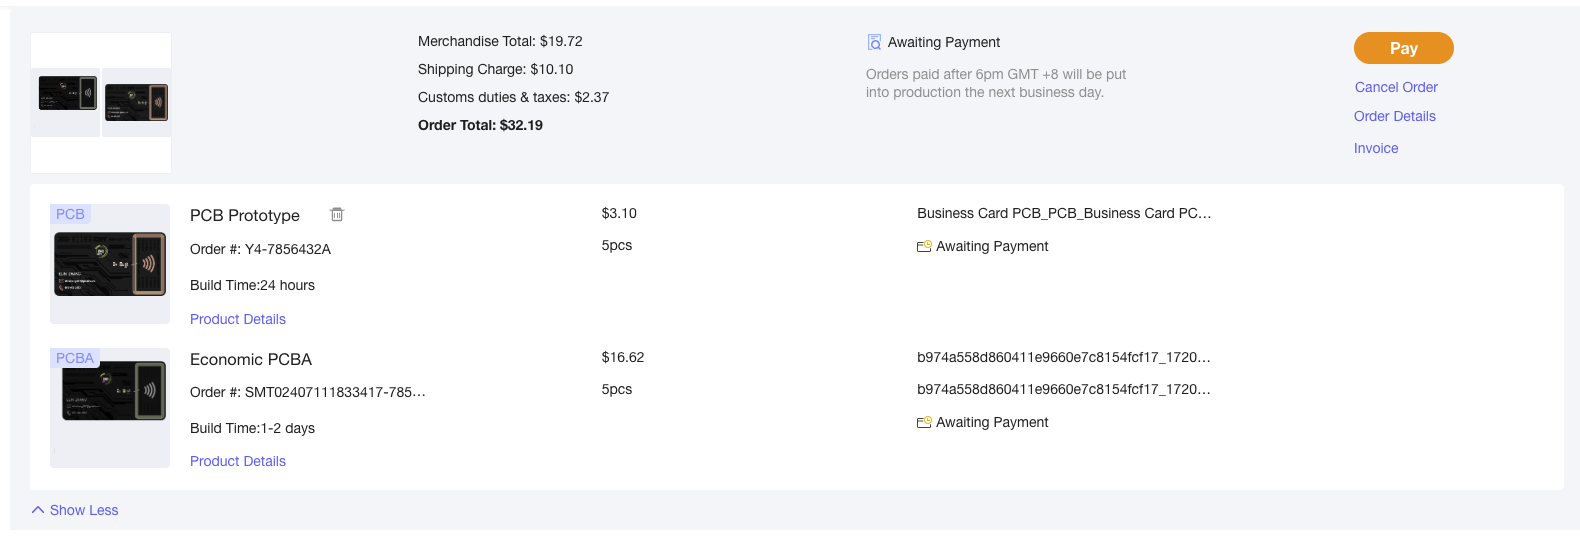 Merchandise Total: $19.72
Shipping Charge: $10.10
Customs duties & taxes: $2.37
Order Total: $32.19
Awaiting Payment
Orders paid after 6pm GMT +8 will be put
into production the next business day.
Pay
Cancel Order
Order Details
Invoice
PCB
PCB Prototype
Order #: Y4-7856432A
Build Time:24 hours
Product Details
$3.10
5pcs
Business Card PCB_PCB_Business Card PC...
Awaiting Payment
PCBA
Economic PCBA
Order #: SMT02407111833417-785...
Build Time:1-2 days
Product Details
$16.62
5pcs
b974a558d860411e9660e7c8154fcf17_1720...
b974a558d860411e9660e7c8154fcf17_1720...
Awaiting Payment
Show Less